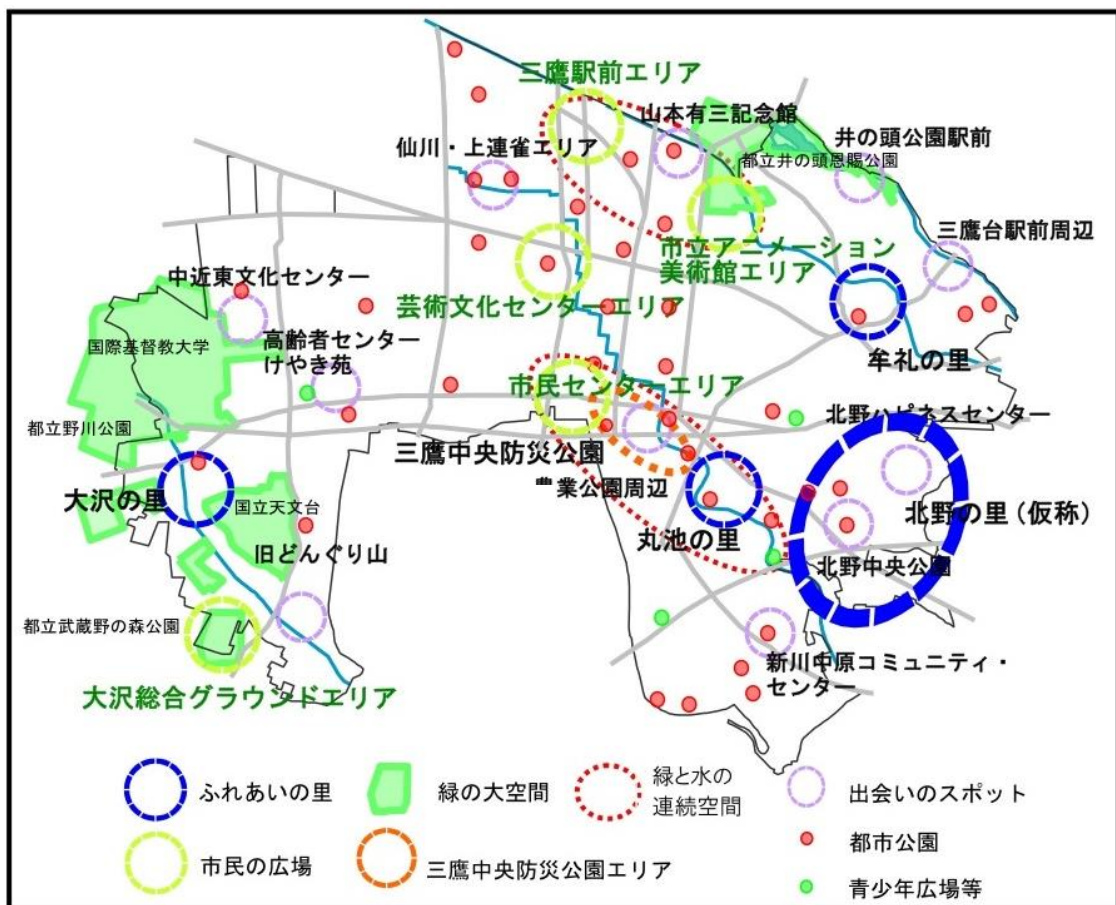 三鷹駅前エリア
山本有三記念館
井の頭公園駅前
仙川・上連雀エリア
都立井の頭恩賜公園
三鷹台駅前周辺
市立アニメーション
美術館エリア
中近東文化センター
芸術文化センターエリア
国際基督教大学
高齢者センター
けやき苑
牟礼の里
市民センターエリア
北野ハピネスセンター
都立野川公園
三鷹中央防災公園
農業公園周辺
大沢の里
国立天文台
北野の里（仮称）
丸池の里
旧どんぐり山
北野中央公園
都立武蔵野の森公園
新川中原コミュニティ・
センター
大沢総合グラウンドエリア
ふれあいの里
緑の大空間
緑と水の
連続空間
出会いのスポット
都市公園
市民の広場
三鷹中央防災公園エリア
青少年広場等